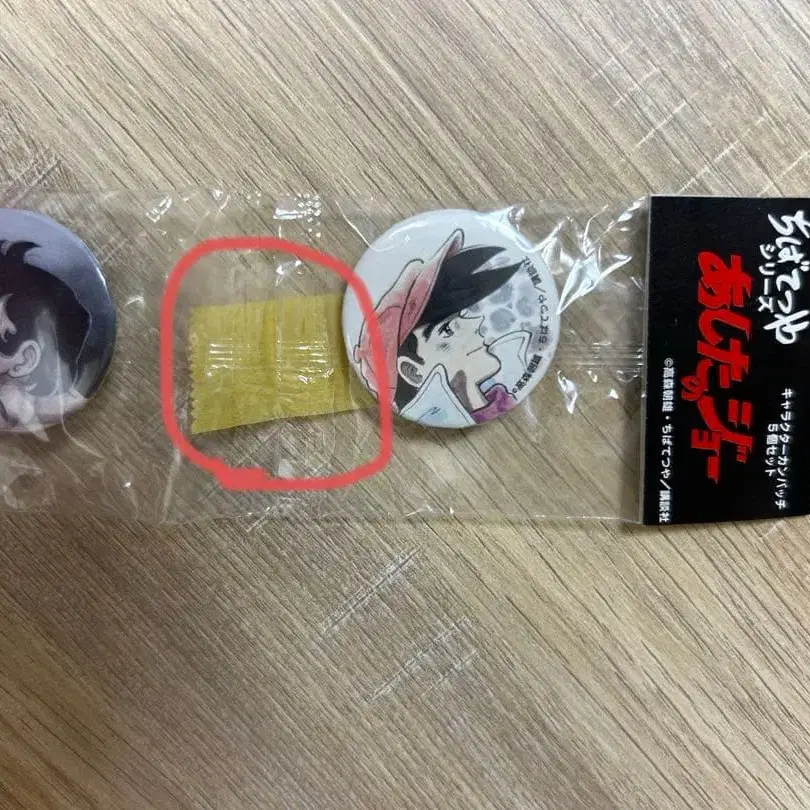 ちばてつや
シリーズ
あしたのジョー
©高森朝雄・ちばてつや/講談社
キャラクターカンバッチ
5個セット